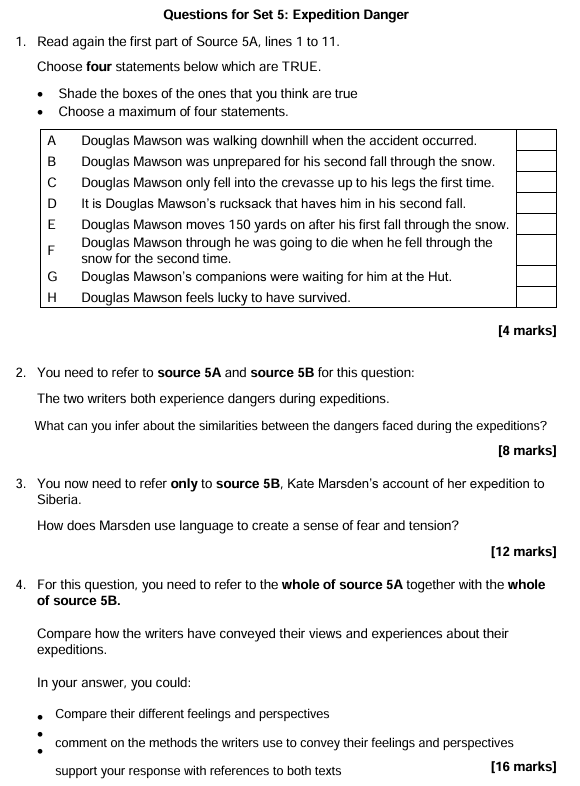 Questions for Set 5: Expedition Danger
1. Read again the first part of Source 5A, lines 1 to 11.
Choose four statements below which are TRUE.
• Shade the boxes of the ones that you think are true
• Choose a maximum of four statements.
A Douglas Mawson was walking downhill when the accident occurred.
B Douglas Mawson was unprepared for his second fall through the snow.
C Douglas Mawson only fell into the crevasse up to his legs the first time.
D It is Douglas Mawson's rucksack that haves him in his second fall.
E Douglas Mawson moves 150 yards on after his first fall through the snow.
F Douglas Mawson through he was going to die when he fell through the
snow for the second time.
G Douglas Mawson's companions were waiting for him at the Hut.
H Douglas Mawson feels lucky to have survived.
[4 marks]
2. You need to refer to source 5A and source 5B for this question:
The two writers both experience dangers during expeditions.
What can you infer about the similarities between the dangers faced during the expeditions?
[8 marks]
3. You now need to refer only to source 5B, Kate Marsden's account of her expedition to
Siberia.
How does Marsden use language to create a sense of fear and tension?
[12 marks]
4. For this question, you need to refer to the whole of source 5A together with the whole
of source 5B.
Compare how the writers have conveyed their views and experiences about their
expeditions.
In your answer, you could:
• Compare their different feelings and perspectives
•
• comment on the methods the writers use to convey their feelings and perspectives
support your response with references to both texts [16 marks]